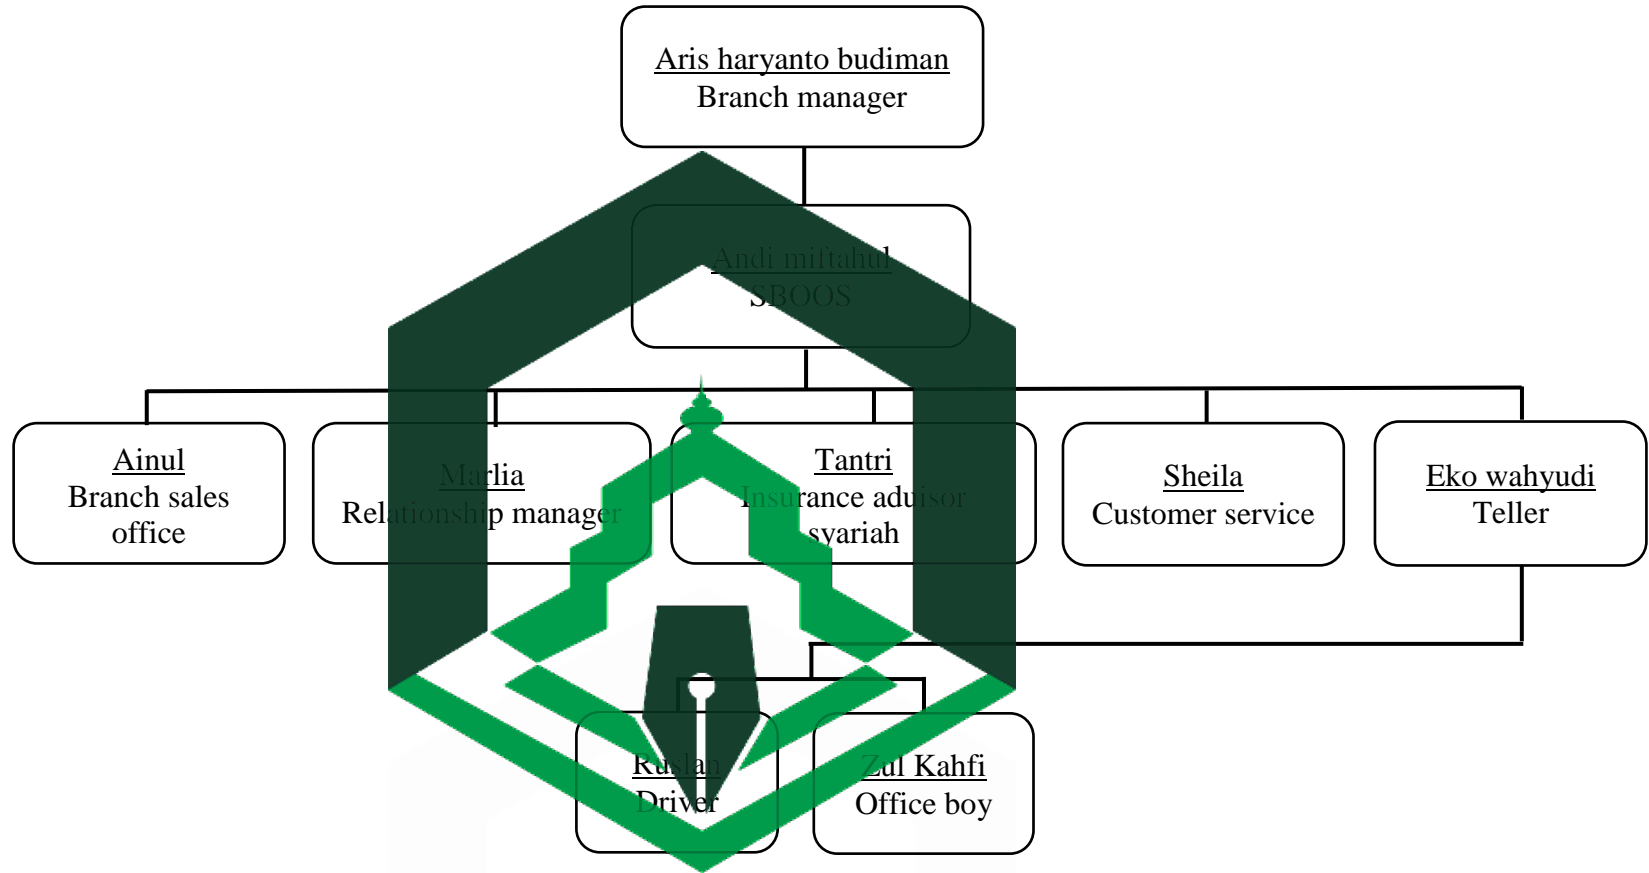 Aris haryanto budiman
Branch manager
Andi miftahul
SBOOS
Ainul
Branch sales
office
Marlia
Relationship manager
Tantri
Insurance aduisor
syariah
Sheila
Customer service
Eko wahyudi
Teller
Ruslan
Driver
Zul Kahfi
Office boy